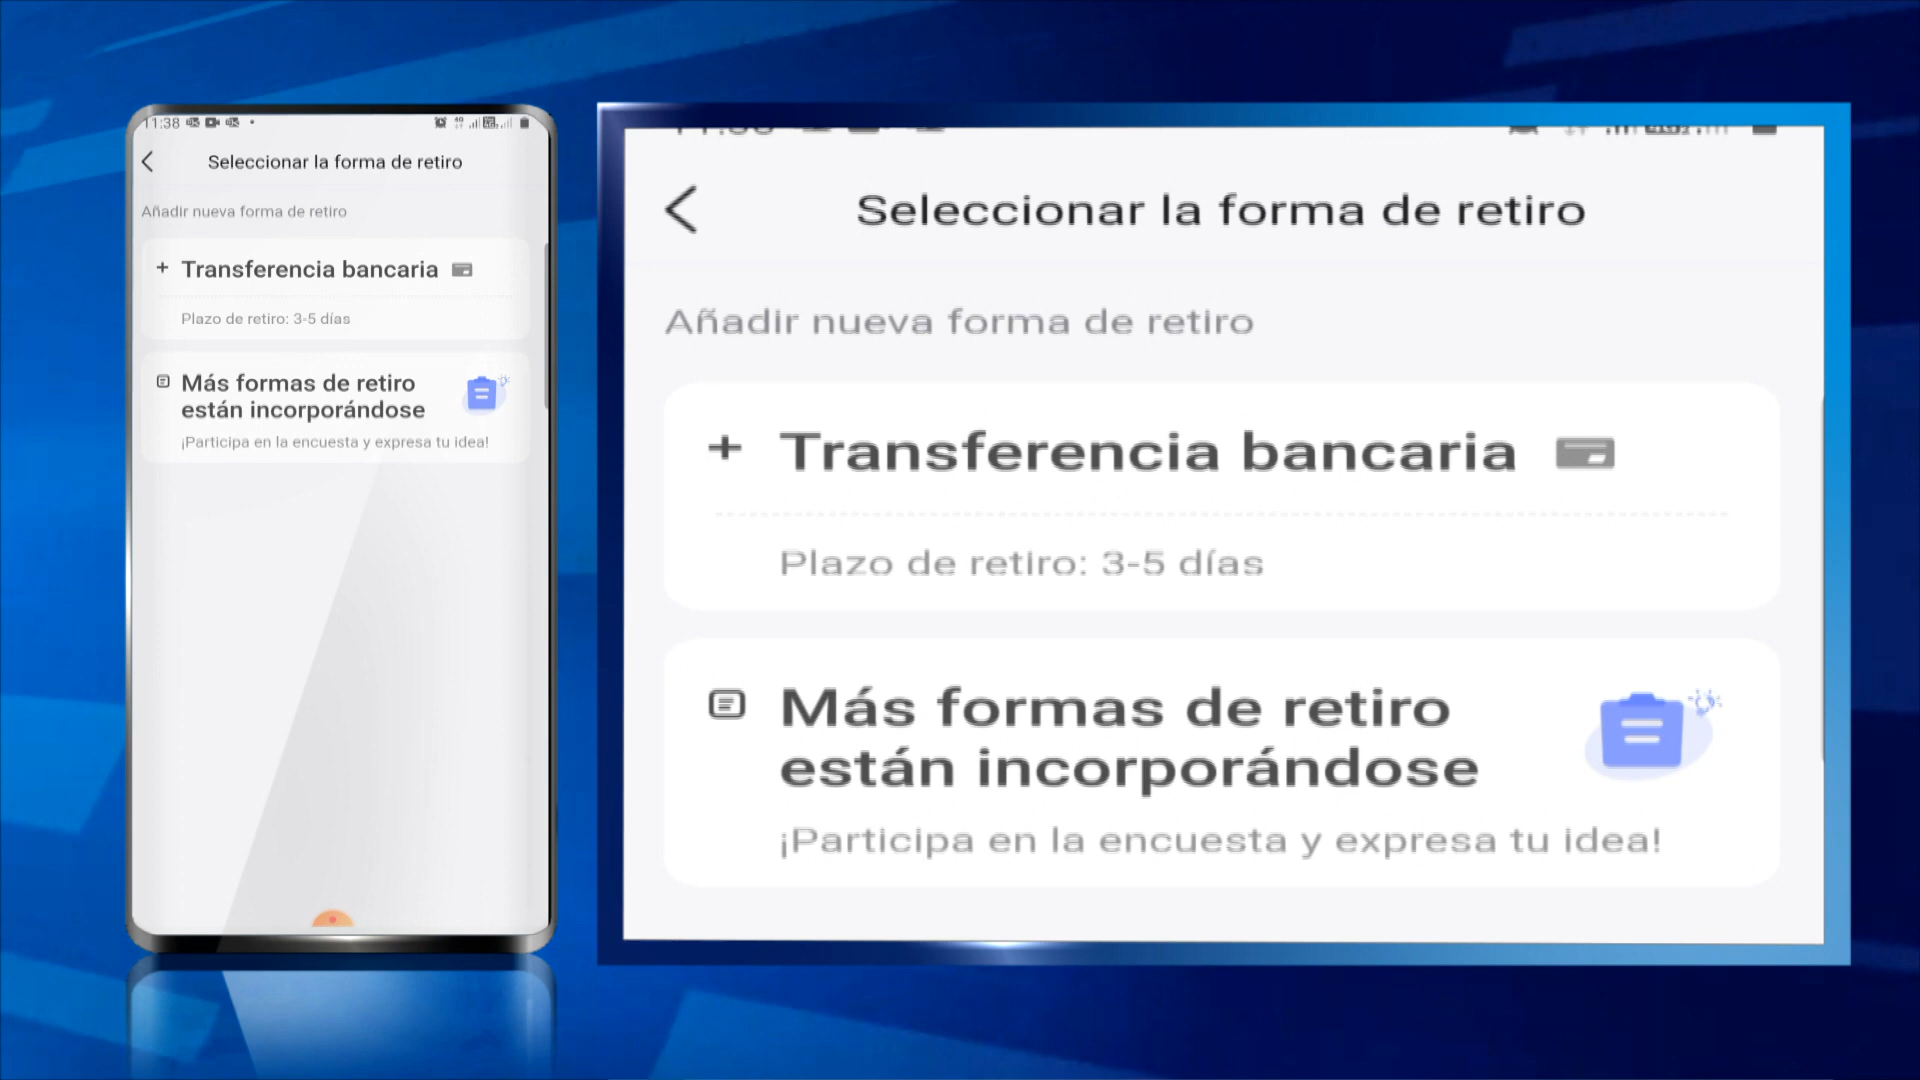 11:38
Seleccionar la forma de retiro
Añadir nueva forma de retiro
+ Transferencia bancaria
Plazo de retiro: 3-5 días
Más formas de retiro
están incorporándose
¡Participa en la encuesta y expresa tu idea!
Seleccionar la forma de retiro
Añadir nueva forma de retiro
+ Transferencia bancaria
Plazo de retiro: 3-5 días
Más formas de retiro
están incorporándose
¡Participa en la encuesta y expresa tu idea!